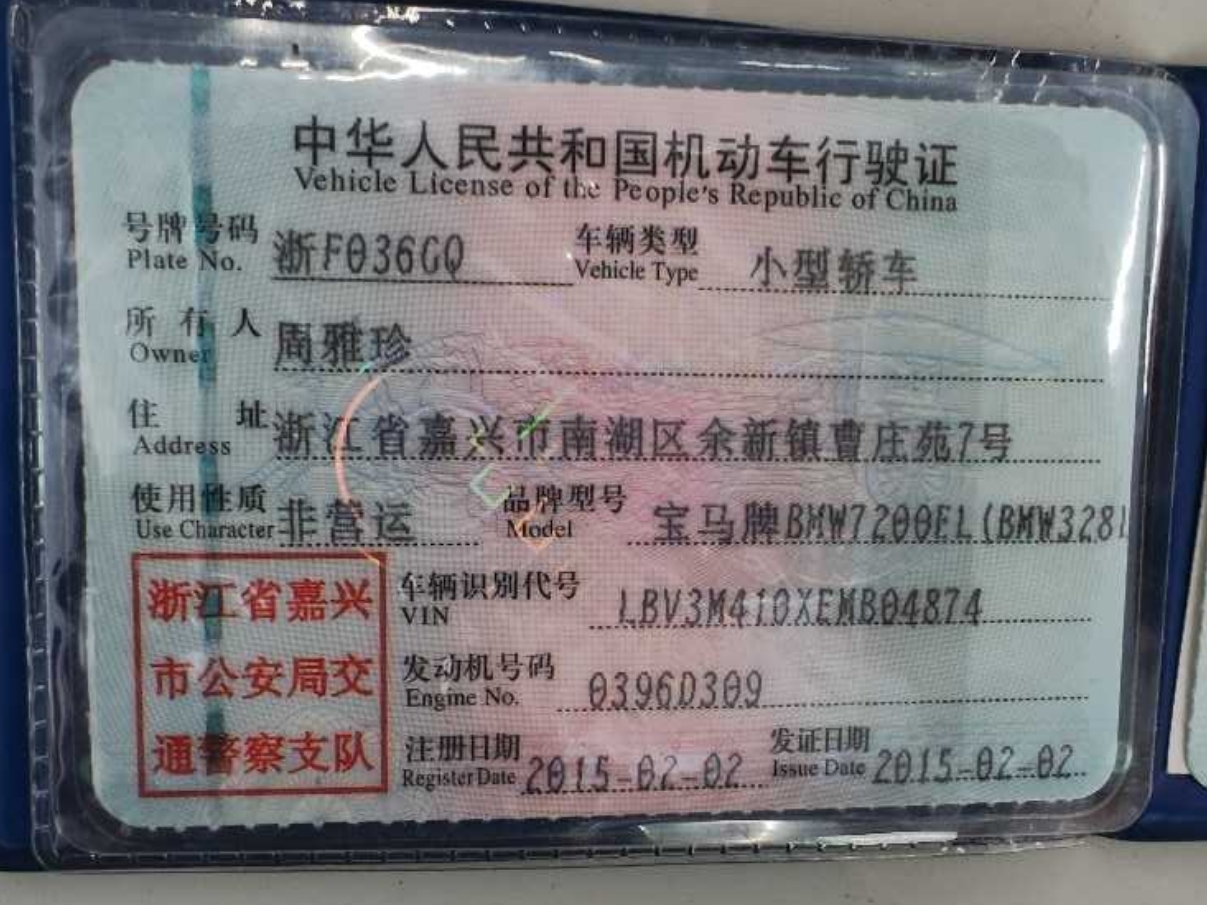 中华人民共和国机动车行驶证
Vehicle License of the People's Republic of China
号牌号码 浙F036GQ 车辆类型 小型轿车
Plate No. Vehicle Type
所有人 周雅珍
Owner
住址 浙江省嘉兴市南湖区余新镇曹庄苑7号
Address
使用性质 非营运 品牌型号 宝马牌BMW7200EL(BMW328l
Use Character Model
浙江省嘉兴 车辆识别代号 LBV3M410XEMB04874
VIN
市公安局交 发动机号码 0396D309
Engine No.
通警察支队 注册日期 2015-02-02 发证日期 2015-02-02
Register Date Issue Date